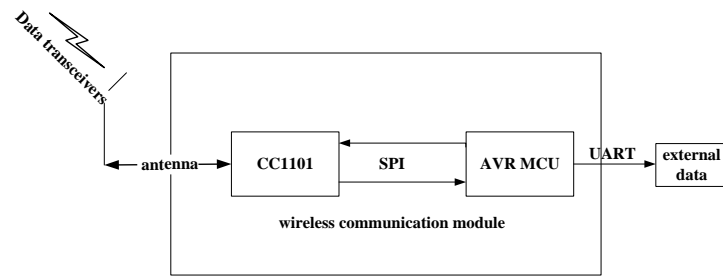 Data transceivers
antenna
CC1101
SPI
AVR MCU
UART
external
data
wireless communication module